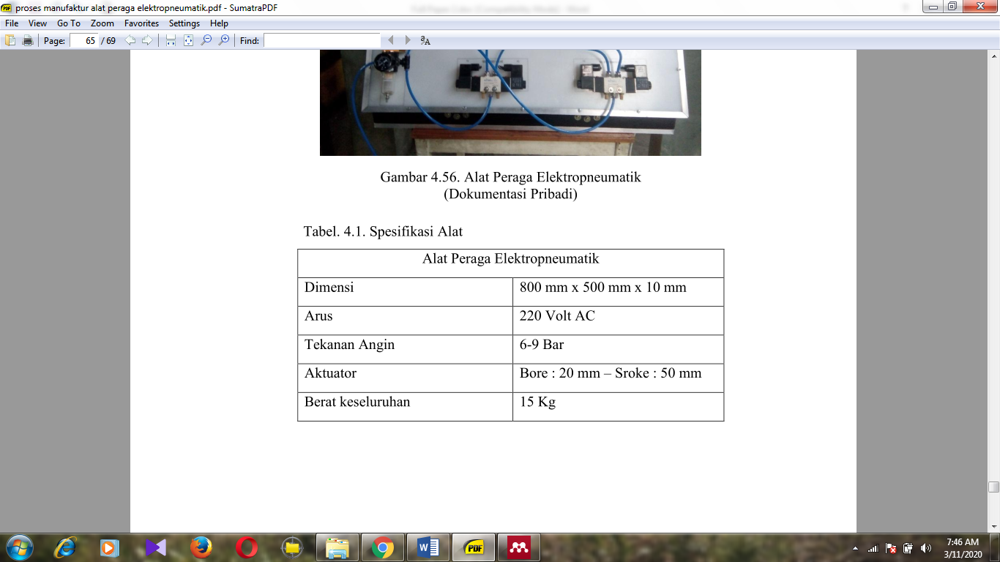 proses manufaktur alat peraga elektropneumatik.pdf - SumatraPDF
File View Go To Zoom Favorites Settings Help
Page: 65 / 69 Find:
Gambar 4.56. Alat Peraga Elektropneumatik
(Dokumentasi Pribadi)
Tabel. 4.1. Spesifikasi Alat
Alat Peraga Elektropneumatik
Dimensi 800 mm x 500 mm x 10 mm
Arus 220 Volt AC
Tekanan Angin 6-9 Bar
Aktuator Bore : 20 mm – Sroke : 50 mm
Berat keseluruhan 15 Kg
PDF
7:46 AM
3/11/2020